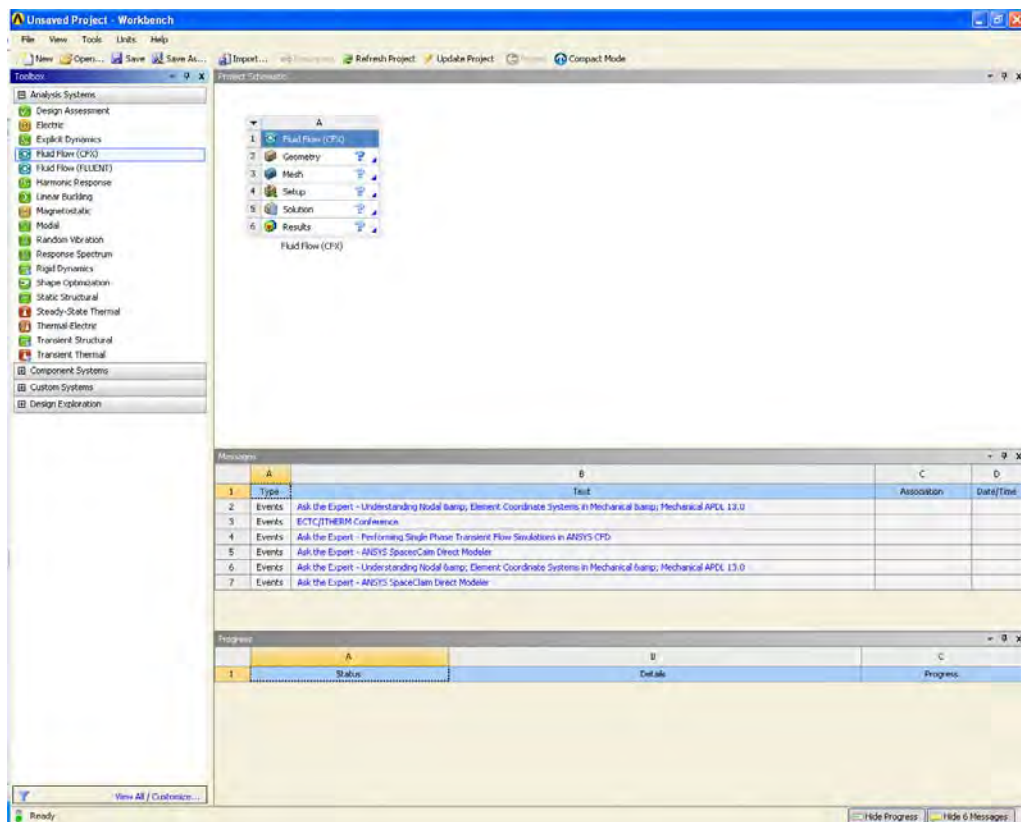 Unsaved Project - Workbench
File View Tools Units Help
New Open... Save Save As... Import... Refresh Project Update Project Compact Mode
Toolbox
Project Schematic
Analysis Systems
Design Assessment
Electric
Explicit Dynamics
Fluid Flow (CFX)
Fluid Flow (FLUENT)
Harmonic Response
Linear Buckling
Magnetostatic
Modal
Random Vibration
Response Spectrum
Rigid Dynamics
Shape Optimization
Static Structural
Steady-State Thermal
Thermal-Electric
Transient Structural
Transient Thermal
Component Systems
Custom Systems
Design Exploration
View All / Customize...
A
1 Fluid Flow (CFX)
2 Geometry ?
3 Mesh ?
4 Setup ?
5 Solution ?
6 Results ?
Fluid Flow (CFX)
Messages
A B C D
1 Type Text Association Date/Time
2 Events Ask the Expert - Understanding Nodal &amp; Element Coordinate Systems in Mechanical &amp; Mechanical APDL 13.0
3 Events ECTC/ITHERM Conference
4 Events Ask the Expert - Performing Single Phase Transient Flow Simulations in ANSYS CFD
5 Events Ask the Expert - ANSYS SpaceClaim Direct Modeler
6 Events Ask the Expert - Understanding Nodal &amp; Element Coordinate Systems in Mechanical &amp; Mechanical APDL 13.0
7 Events Ask the Expert - ANSYS SpaceClaim Direct Modeler
Progress
A B C
1 Status Details Progress
Ready
Hide Progress Hide 6 Messages